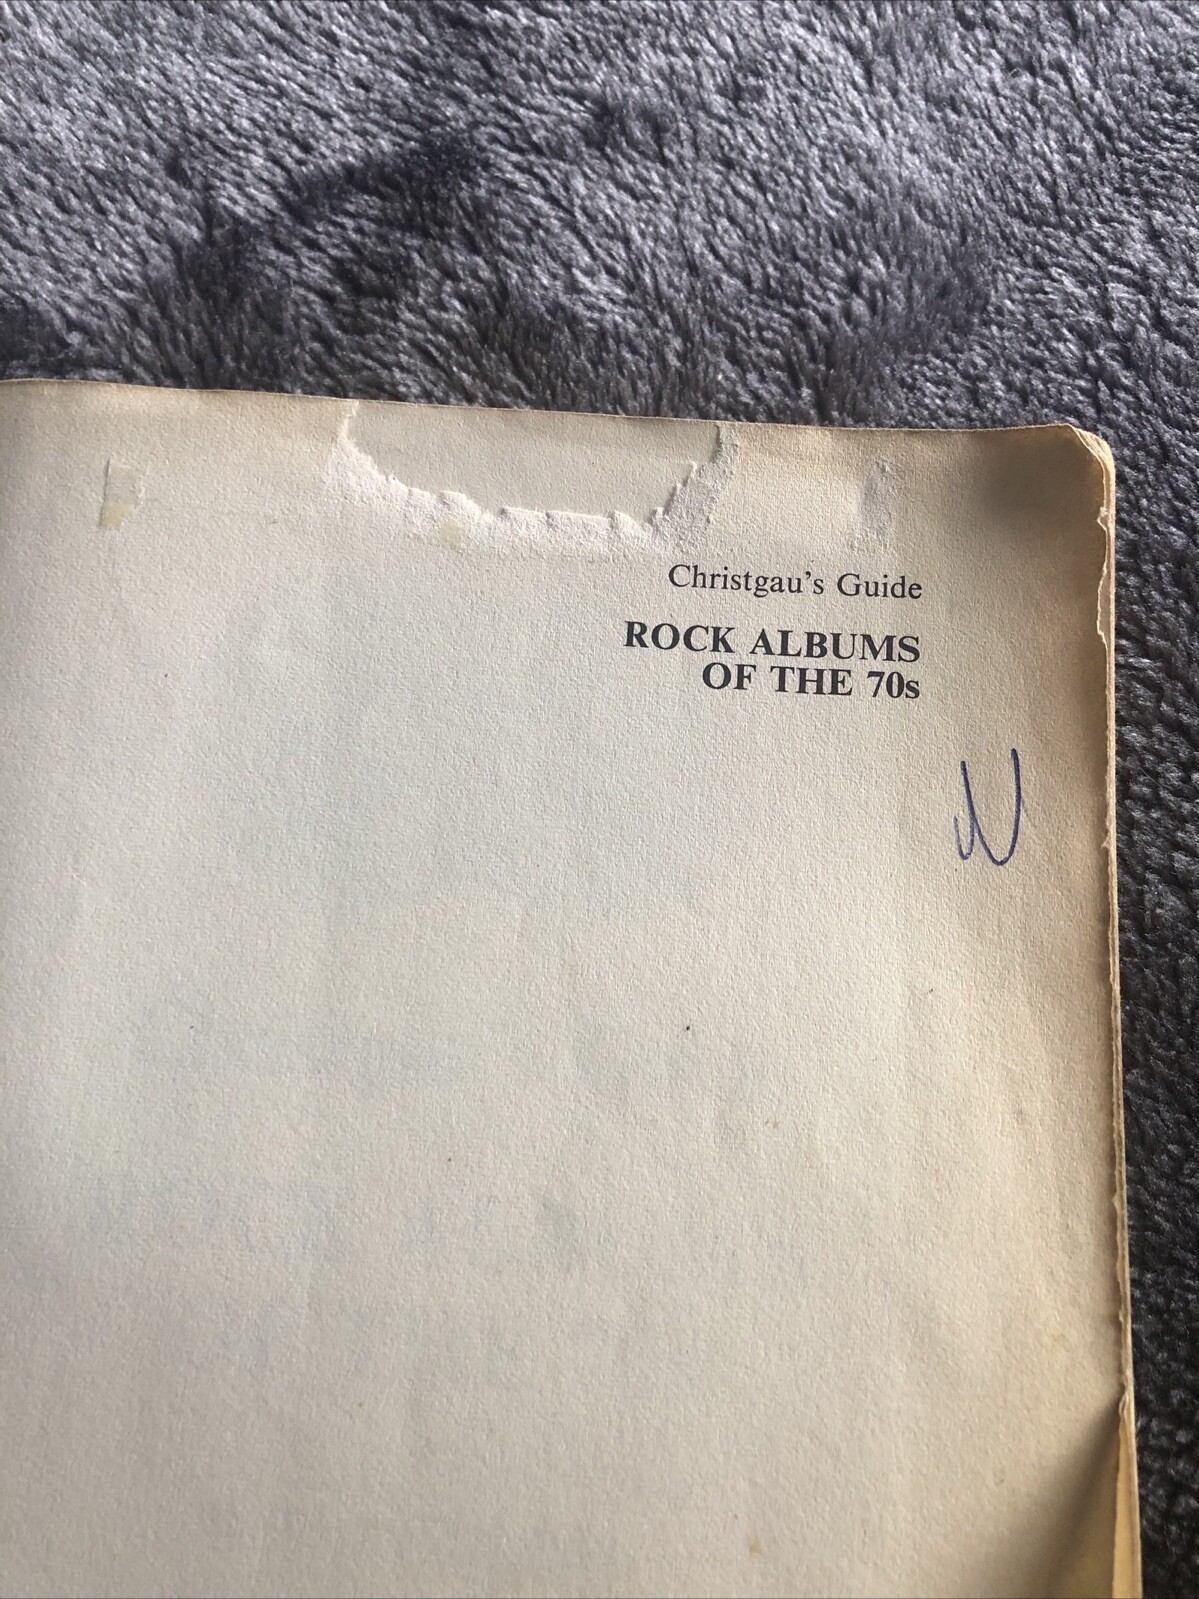 Christgau's Guide
ROCK ALBUMS
OF THE 70s